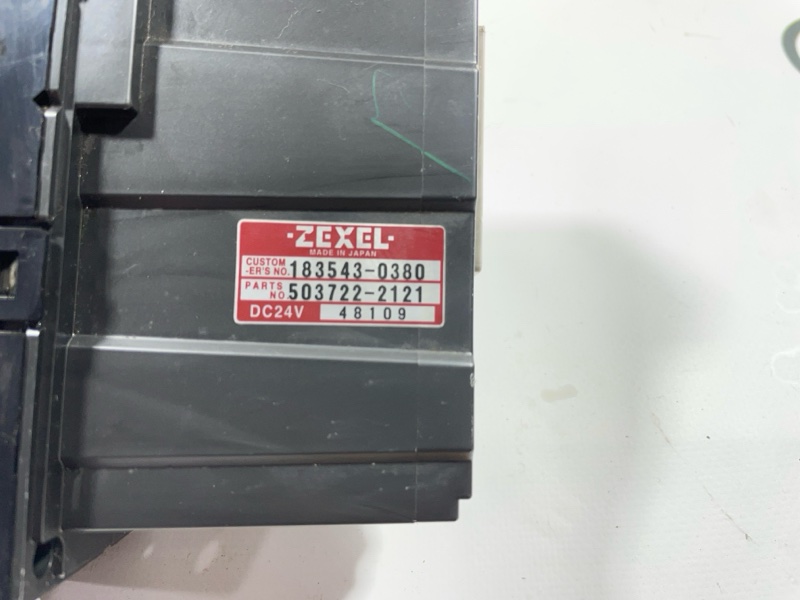 ·ZEXEL·
MADE IN JAPAN
CUSTOM
-ER'S NO. 183543-0380
PARTS
NO. 503722-2121
DC24V 48109